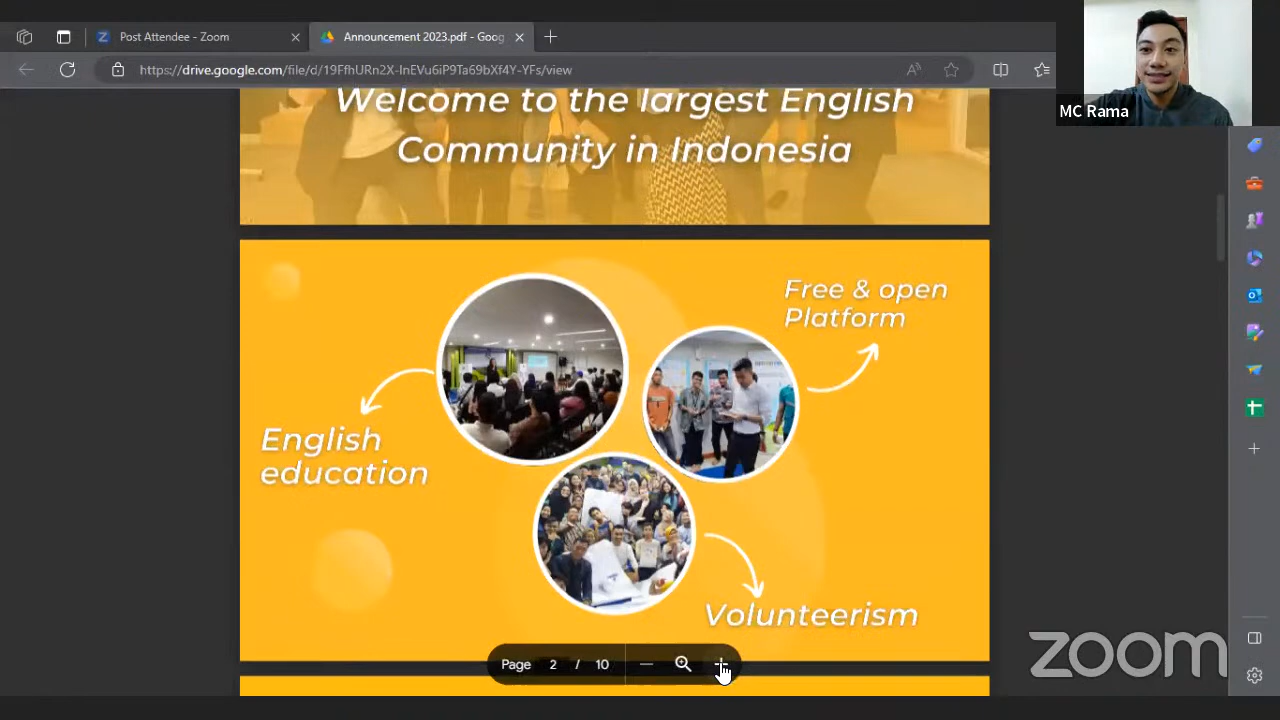 Post Attendee - Zoom
Announcement 2023.pdf - Goog
https://drive.google.com/file/d/19FfhURn2X-InEVu6iP9Ta69bXf4Y-YFs/view
MC Rama
Welcome to the largest English
Community in Indonesia
Free & open
Platform
English
education
Volunteerism
Page 2 / 10
zoom